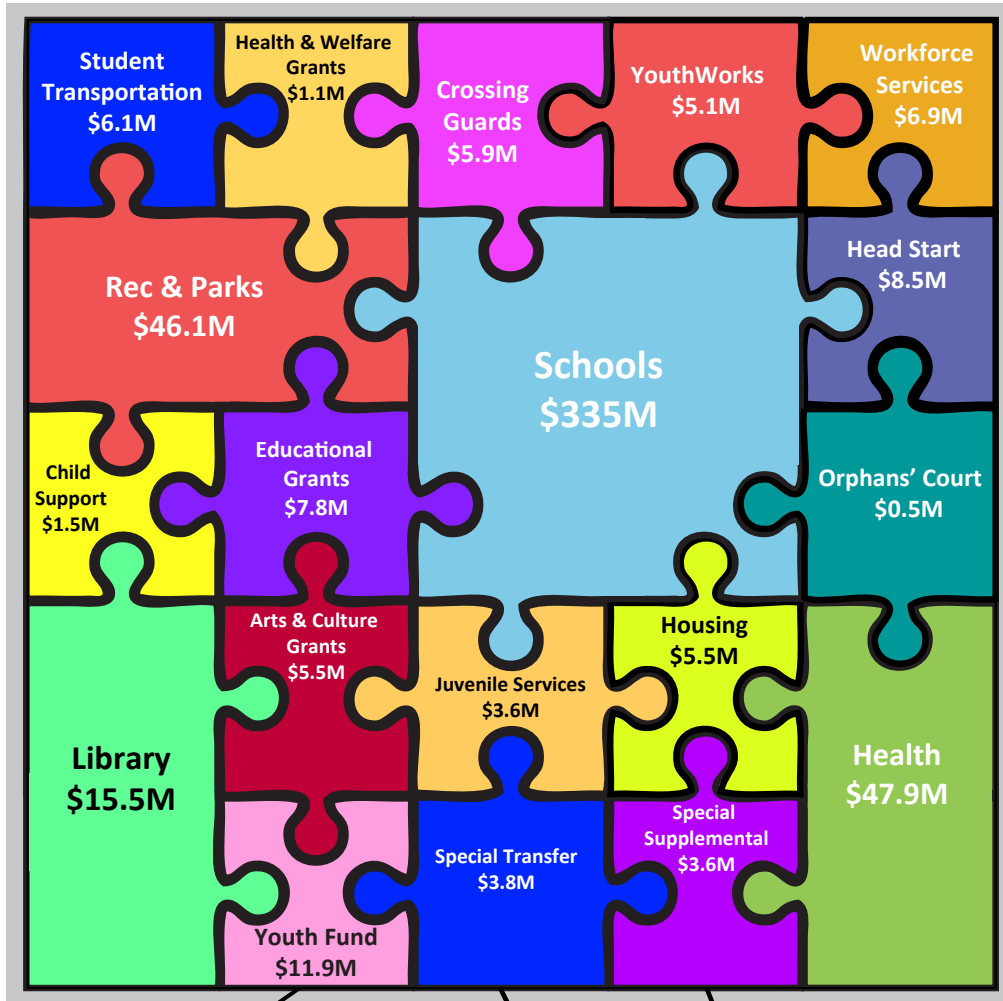 Student
Transportation
$6.1M
Health & Welfare
Grants
$1.1M
Crossing
Guards
$5.9M
YouthWorks
$5.1M
Workforce
Services
$6.9M
Rec & Parks
$46.1M
Schools
$335M
Head Start
$8.5M
Child
Support
$1.5M
Educational
Grants
$7.8M
Orphans’ Court
$0.5M
Library
$15.5M
Arts & Culture
Grants
$5.5M
Juvenile Services
$3.6M
Housing
$5.5M
Health
$47.9M
Youth Fund
$11.9M
Special Transfer
$3.8M
Special
Supplemental
$3.6M